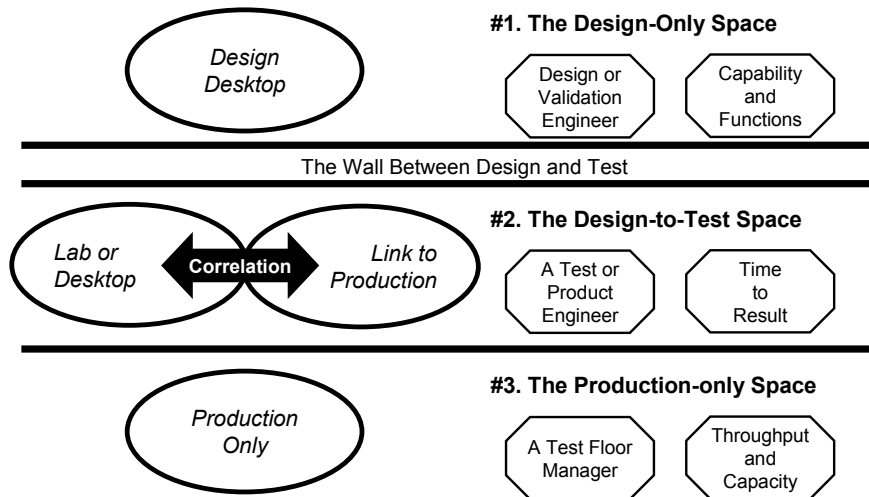 #1. The Design-Only Space
Design
Desktop
Design or
Validation
Engineer
Capability
and
Functions
The Wall Between Design and Test
#2. The Design-to-Test Space
Lab or
Desktop
Correlation
Link to
Production
A Test or
Product
Engineer
Time
to
Result
#3. The Production-only Space
Production
Only
A Test Floor
Manager
Throughput
and
Capacity